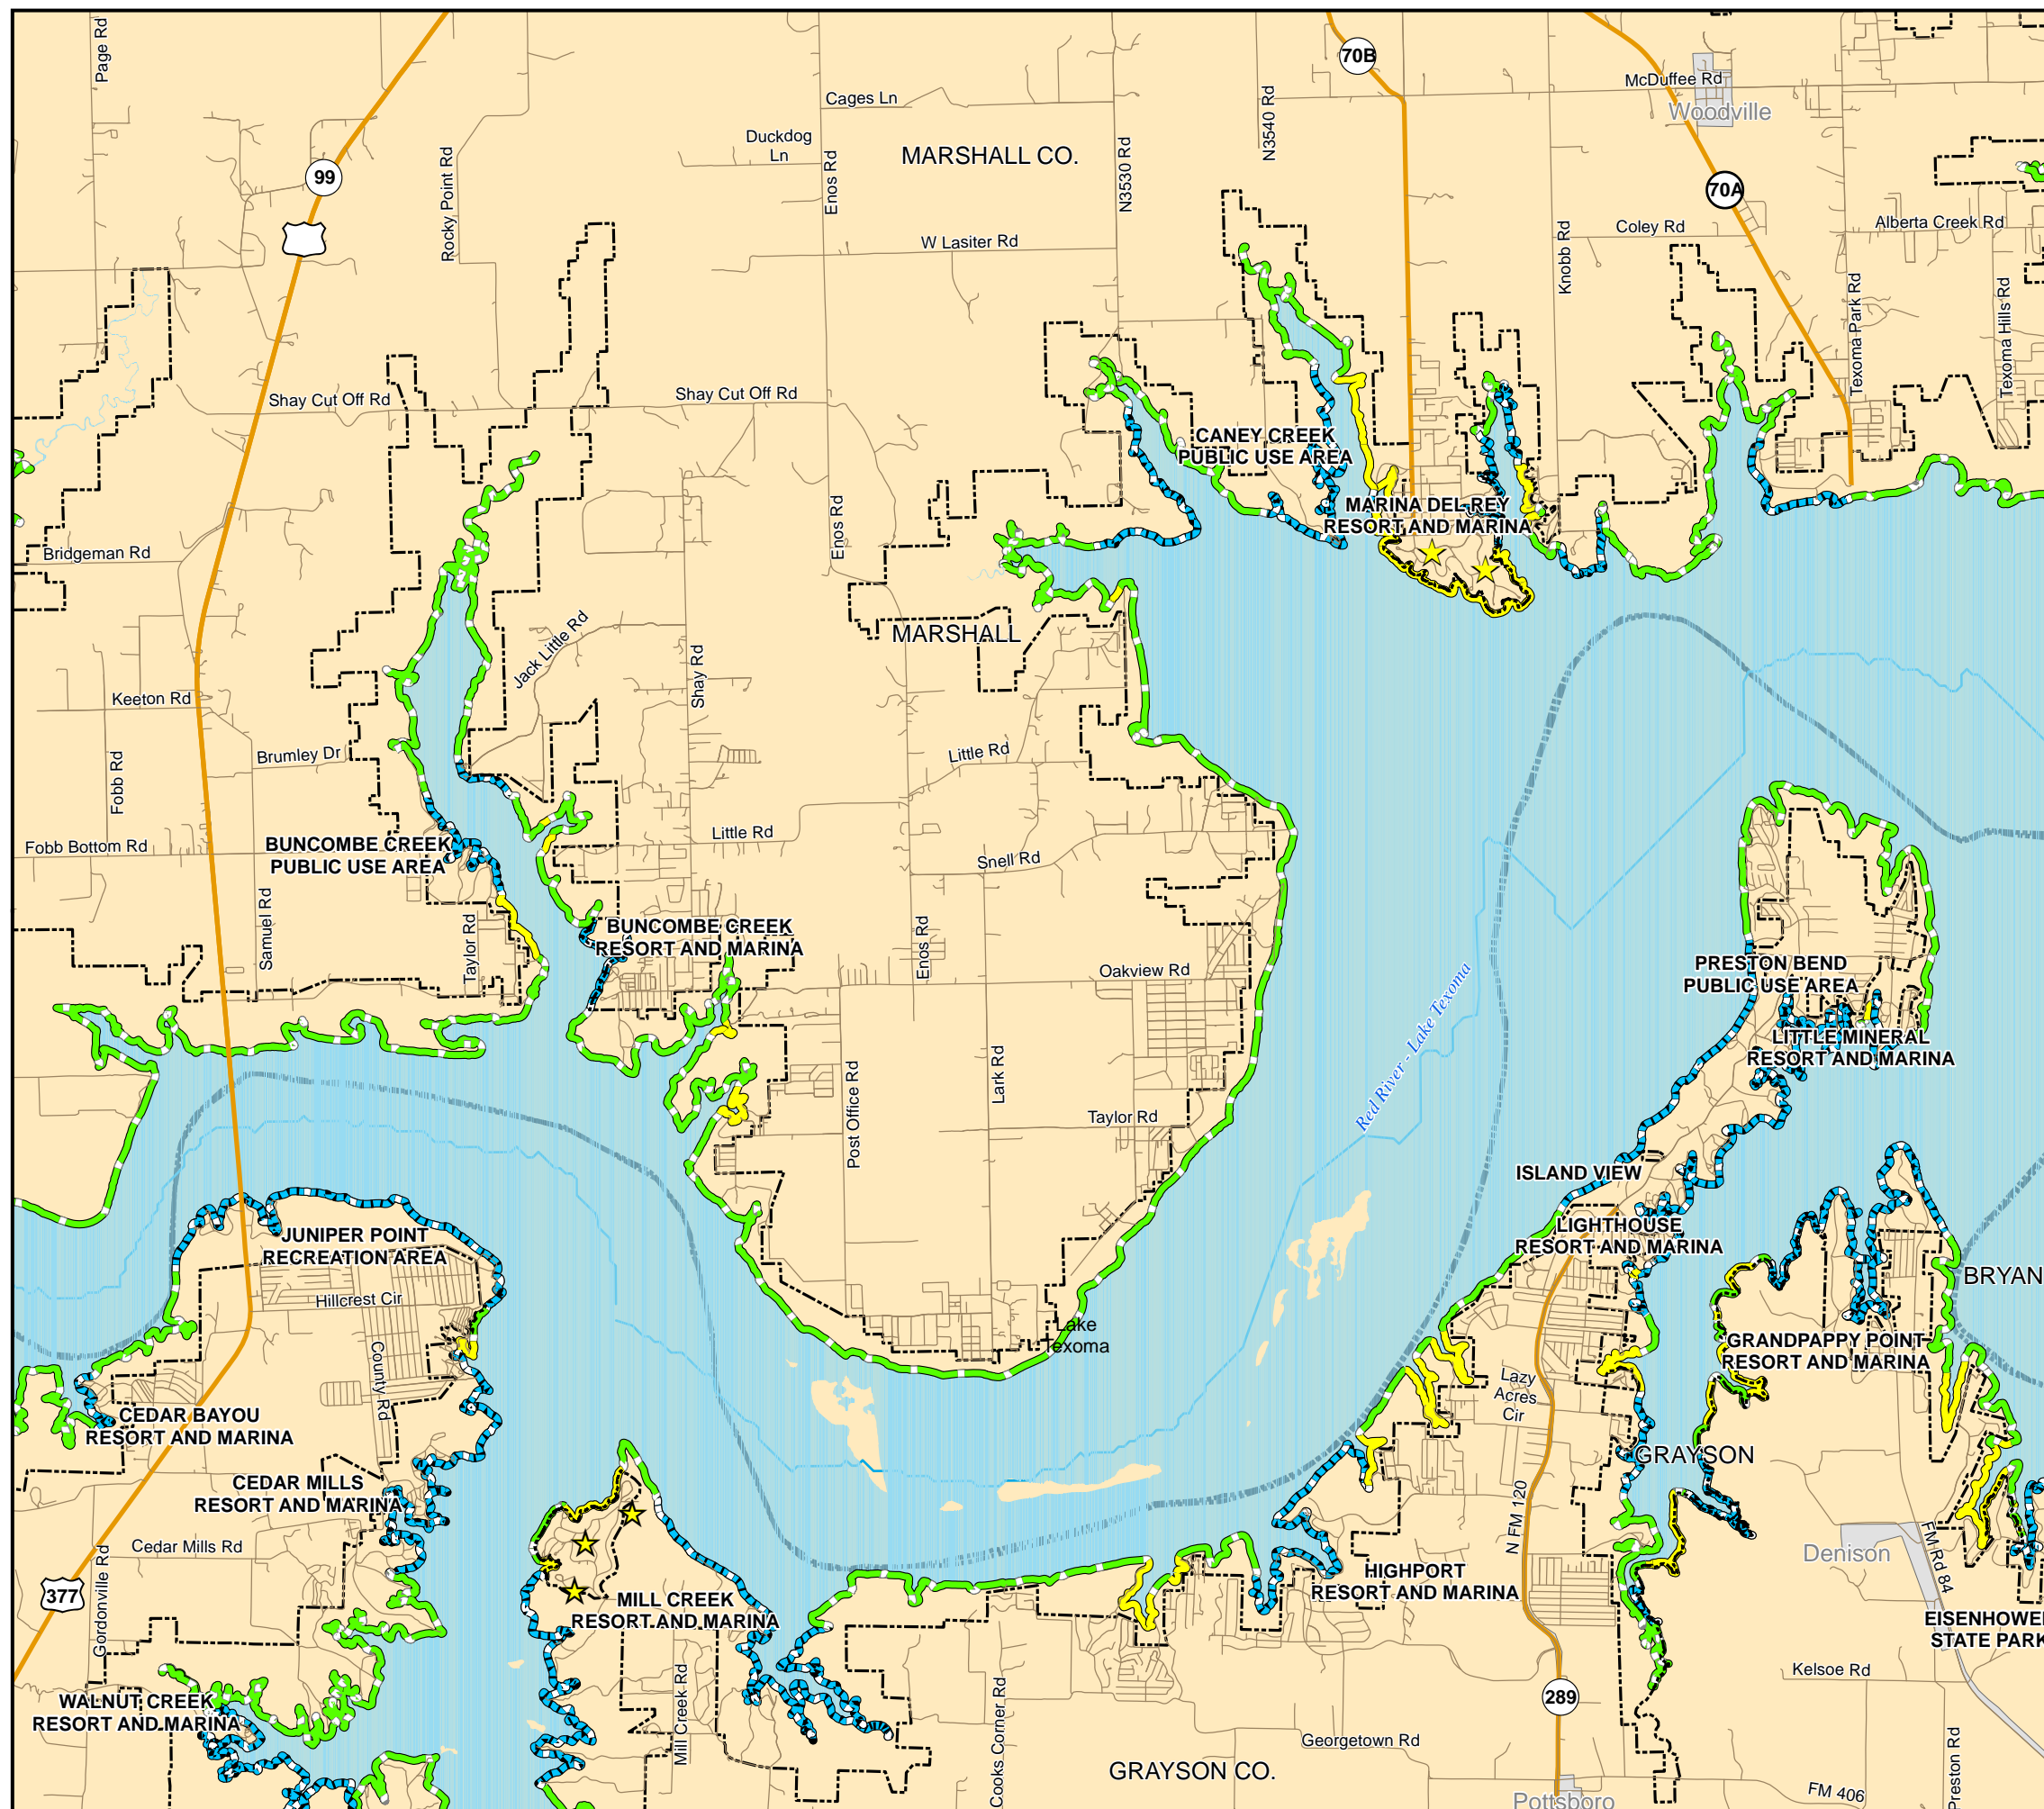 Page Rd
70B
McDuffee Rd
Woodville
Cages Ln
N3540 Rd
Duckdog
Ln
MARSHALL CO.
Enos Rd
N3530 Rd
Rocky Point Rd
99
70A
Coley Rd
Alberta Creek Rd
W Lasiter Rd
Knobb Rd
Texoma Park Rd
Texoma Hills Rd
Shay Cut Off Rd
Shay Cut Off Rd
CANEY CREEK
PUBLIC USE AREA
MARINA DEL REY
RESORT AND MARINA
Enos Rd
Bridgeman Rd
MARSHALL
Jack Little Rd
Shay Rd
Keeton Rd
Brumley Dr
Little Rd
Fobb Rd
Little Rd
Fobb Bottom Rd
BUNCOMBE CREEK
PUBLIC USE AREA
Snell Rd
Samuel Rd
Taylor Rd
BUNCOMBE CREEK
RESORT AND MARINA
Enos Rd
Oakview Rd
Red River - Lake Texoma
PRESTON BEND
PUBLIC USE AREA
LITTLE MINERAL
RESORT AND MARINA
Post Office Rd
Lark Rd
Taylor Rd
ISLAND VIEW
LIGHTHOUSE
RESORT AND MARINA
JUNIPER POINT
RECREATION AREA
BRYAN
Hillcrest Cir
Lake
Texoma
County Rd
GRANDPAPPY POINT
RESORT AND MARINA
Lazy
Acres
Cir
CEDAR BAYOU
RESORT AND MARINA
GRAYSON
CEDAR MILLS
RESORT AND MARINA
N FM 120
Cedar Mills Rd
Denison
FM Rd 84
377
Gordonville Rd
HIGHPORT
RESORT AND MARINA
MILL CREEK
RESORT AND MARINA
EISENHOWE
STATE PARK
Kelsoe Rd
WALNUT CREEK
RESORT AND MARINA
289
Mill Creek Rd
Cooks Corner Rd
Georgetown Rd
Preston Rd
GRAYSON CO.
FM 406
Pottsboro